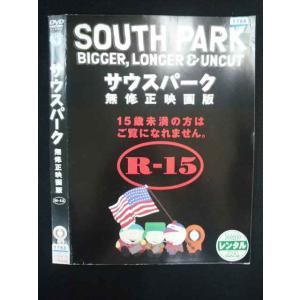 DVD
サウスパーク
無修正映画版
R-15
SOUTH PARK
BIGGER, LONGER & UNCUT
サウスパーク
無修正映画版
15歳未満の方は
ご覧になれません。
R-15
レンタル